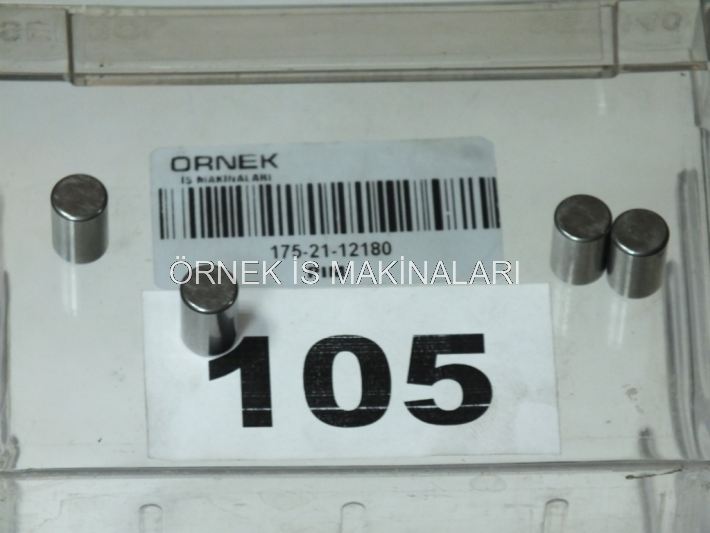 ORNEK
İŞ MAKİNALARI
175-21-12180
ÖRNEK İŞ MAKİNALARI
105